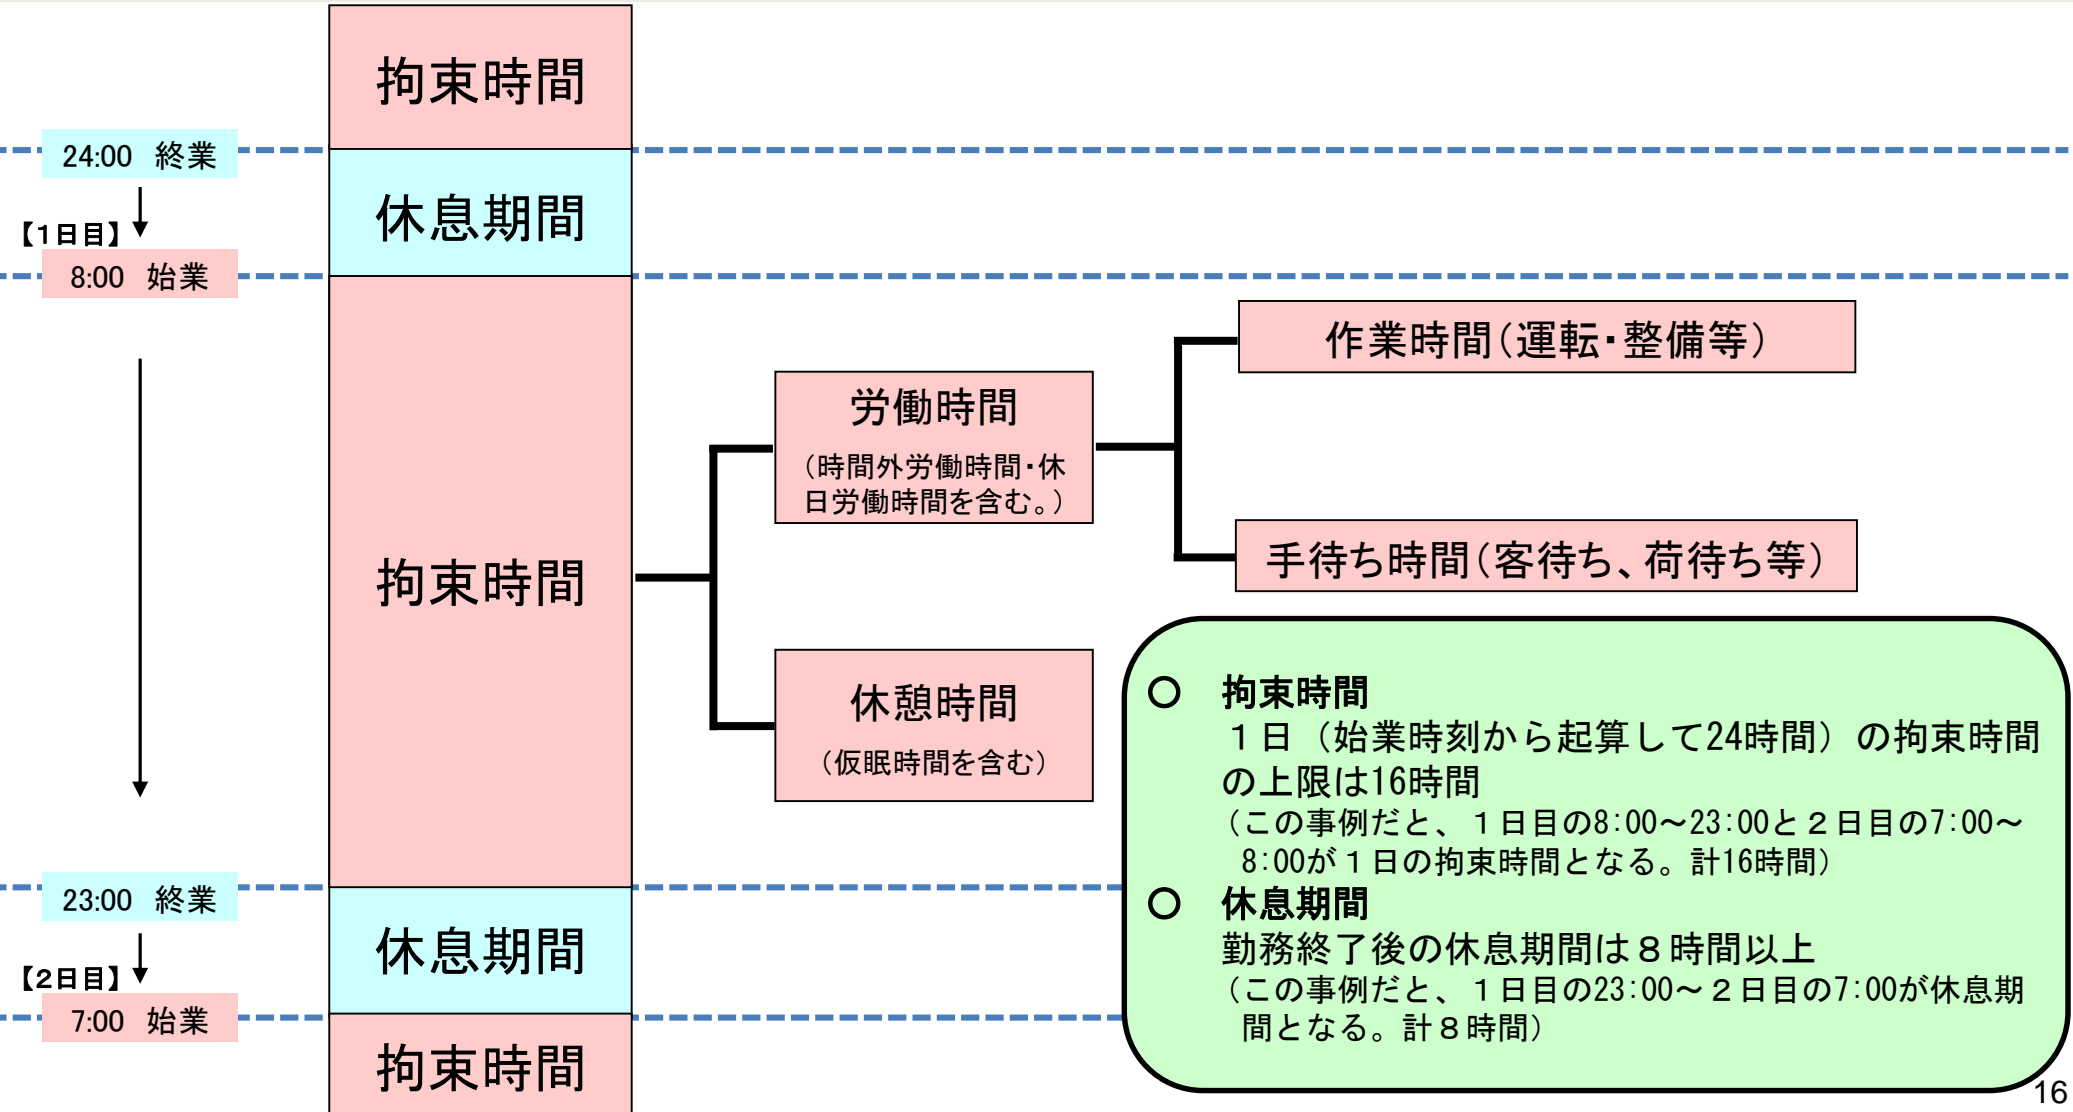 拘束時間
24:00 終業
休息期間
【1日目】
8:00 始業
作業時間(運転・整備等)
労働時間
(時間外労働時間・休
日労働時間を含む。)
手待ち時間(客待ち、荷待ち等)
拘束時間
休憩時間
(仮眠時間を含む)
○ 拘束時間
１日（始業時刻から起算して24時間）の拘束時間
の上限は16時間
（この事例だと、１日目の8:00～23:00と２日目の7:00～
8:00が１日の拘束時間となる。計16時間）
○ 休息期間
勤務終了後の休息期間は８時間以上
（この事例だと、１日目の23:00～２日目の7:00が休息期
間となる。計８時間）
23:00 終業
休息期間
【2日目】
7:00 始業
拘束時間
16